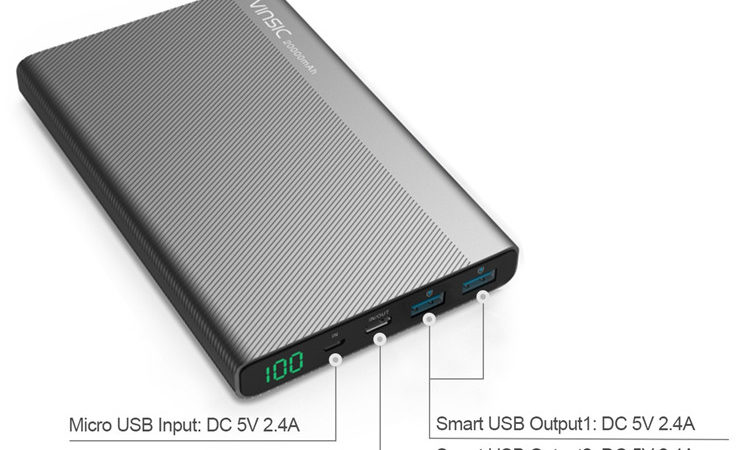 VINSIC
20000mAh
IN
IN/OUT
100
Micro USB Input: DC 5V 2.4A
Smart USB Output1: DC 5V 2.4A